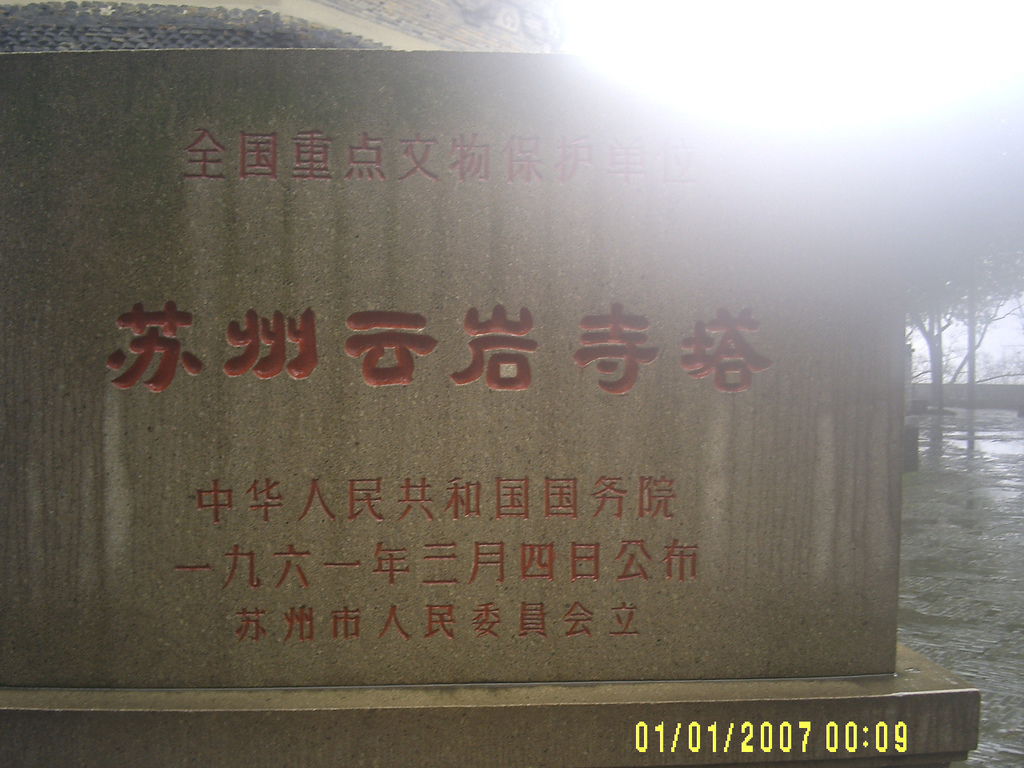 全国重点文物保护单位
苏州云岩寺塔
中华人民共和国国务院
一九六一年三月四日公布
苏州市人民委員会立
01/01/2007 00:09